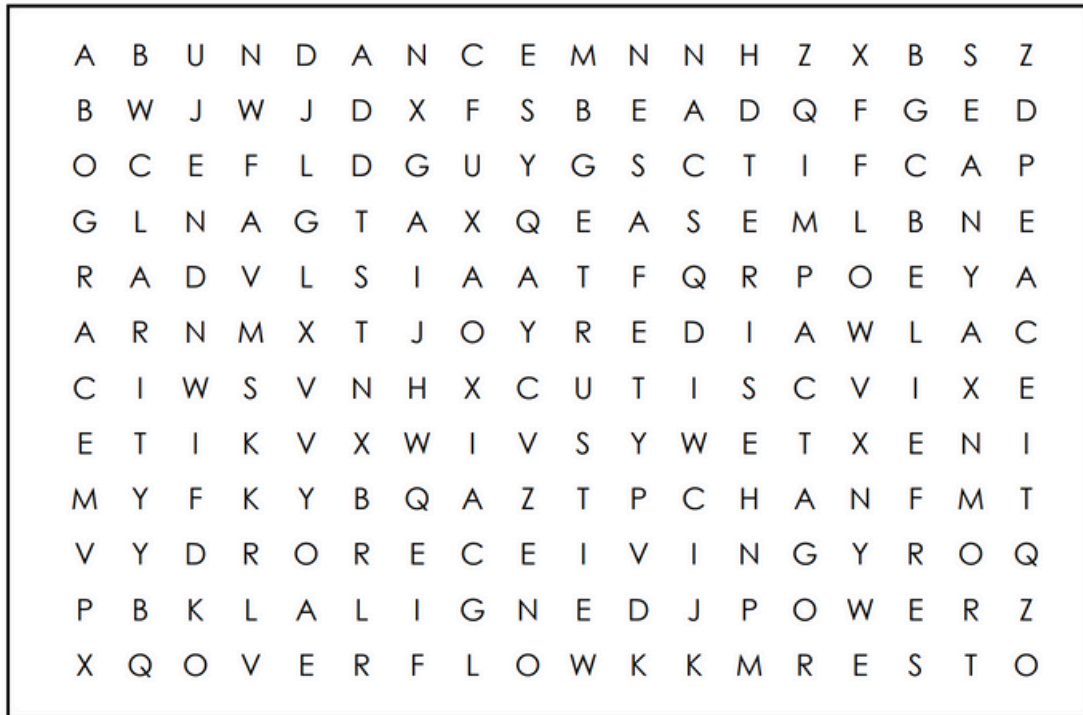 A B U N D A N C E M N N H Z X B S Z
B W J W J D X F S B E A D Q F G E D
O C E F L D G U Y G S C T I F C A P
G L N A G T A X Q E A S E M L B N E
R A D V L S I A A T F Q R P O E Y A
A R N M X T J O Y R E D I A W L A C
C I W S V N H X C U T I S C V I X E
E T I K V X W I V S Y W E T X E N I
M Y F K Y B Q A Z T P C H A N F M T
V Y D R O R E C E I V I N G Y R O Q
P B K L A L I G N E D J P O W E R Z
X Q O V E R F L O W K K M R E S T O